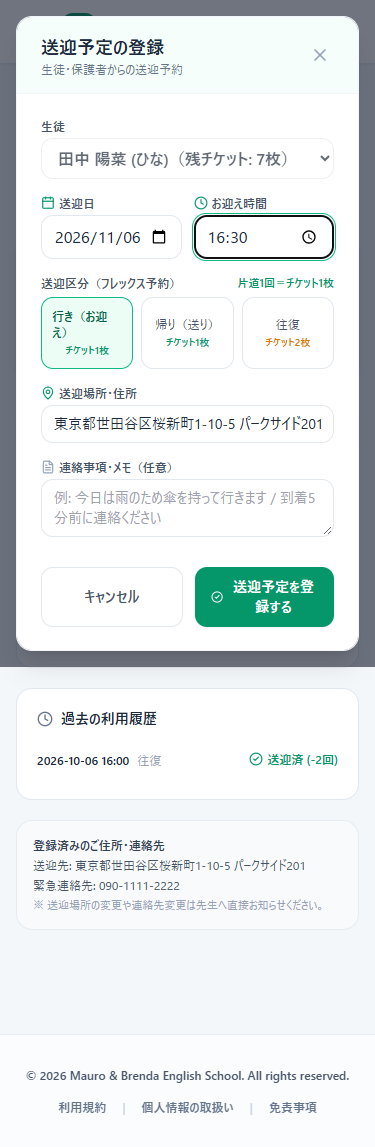 送迎予定の登録
生徒・保護者からの送迎予約
生徒
田中 陽菜 (ひな)（残チケット: 7枚）
送迎日
お迎え時間
2026/11/06
16:30
送迎区分（フレックス予約）
片道1回＝チケット1枚
行き（お迎
え）
チケット1枚
帰り（送り）
チケット1枚
往復
チケット2枚
送迎場所・住所
東京都世田谷区桜新町1-10-5 パークサイド201
連絡事項・メモ（任意）
例: 今日は雨のため傘を持って行きます / 到着5
分前に連絡ください
キャンセル
送迎予定を登
録する
過去の利用履歴
2026-10-06 16:00 往復
送迎済 (-2回)
登録済みのご住所・連絡先
送迎先: 東京都世田谷区桜新町1-10-5 パークサイド201
緊急連絡先: 090-1111-2222
※ 送迎場所の変更や連絡先変更は先生へ直接お知らせください。
© 2026 Mauro & Brenda English School. All rights reserved.
利用規約 | 個人情報の取扱い | 免責事項